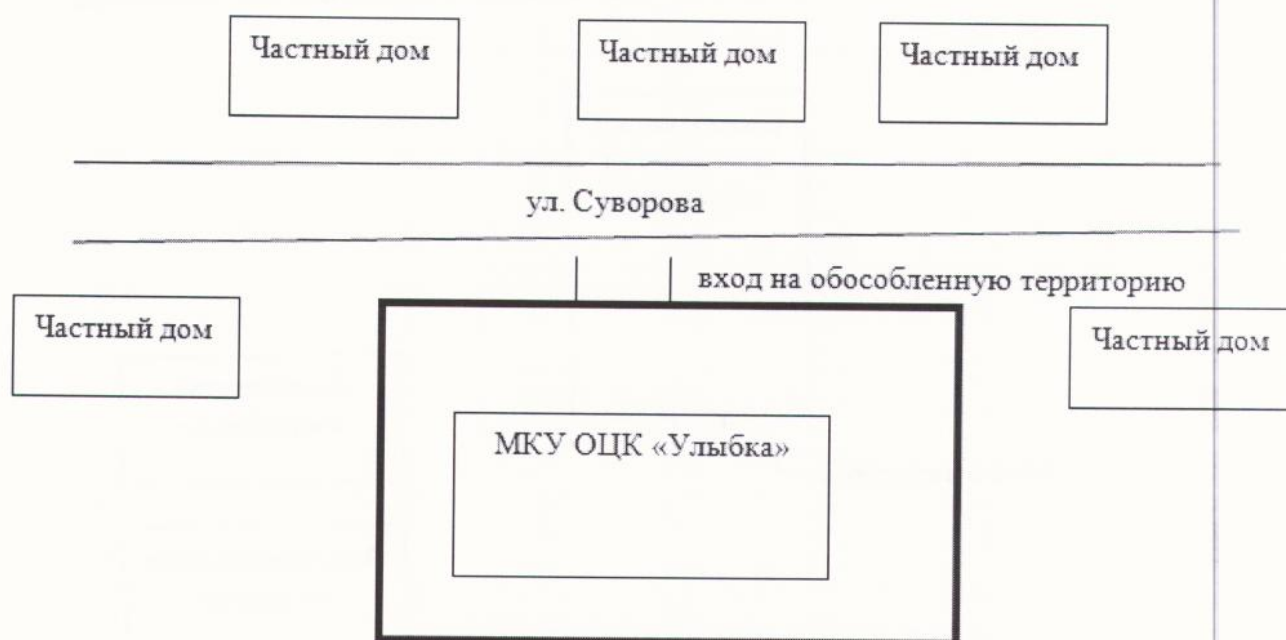 Частный дом
Частный дом
Частный дом
ул. Суворова
вход на обособленную территорию
Частный дом
Частный дом
МКУ ОЦК «Улыбка»